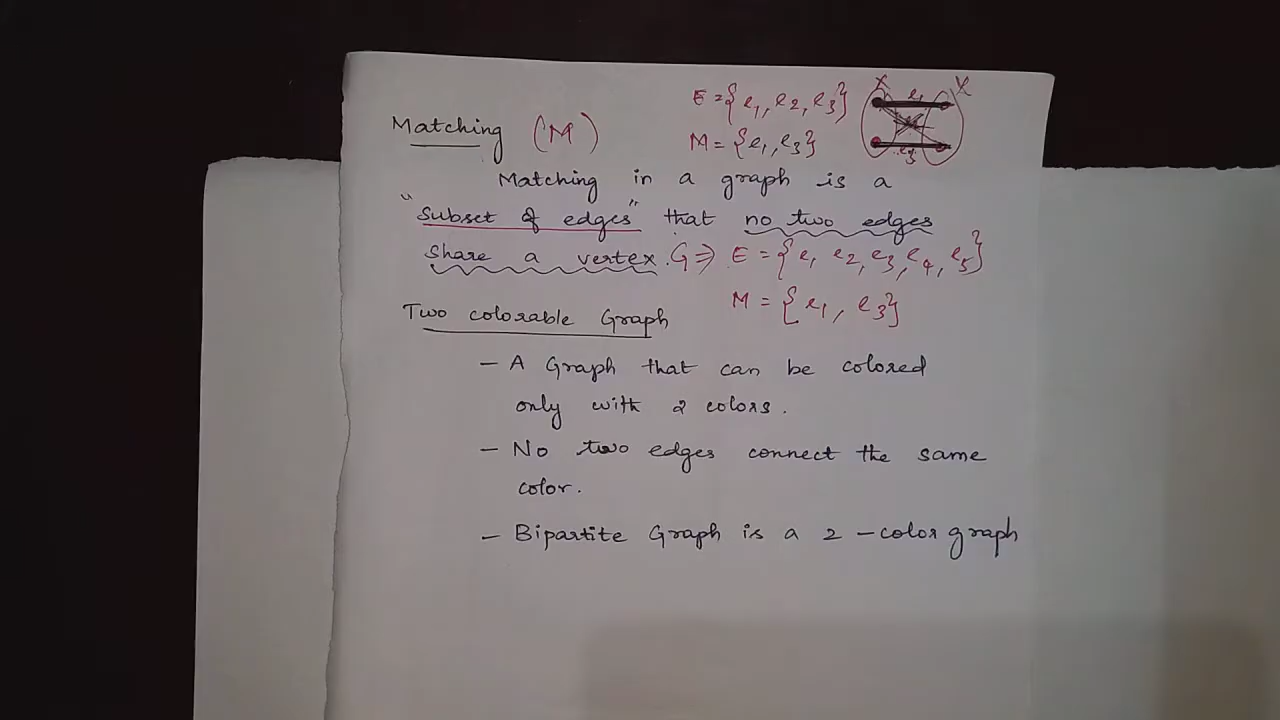 E = {e1, e2, e3}
X Y
e1
Matching (M)
M = {e1, e3}
e3
Matching in a graph is a
"Subset of edges" that no two edges
Share a vertex. G ⇒ E = {e1 e2, e3, e4, e5}
M = {e1, e3}
Two colorable Graph
– A Graph that can be colored
only with 2 colors.
– No two edges connect the same
color.
– Bipartite Graph is a 2 – color graph